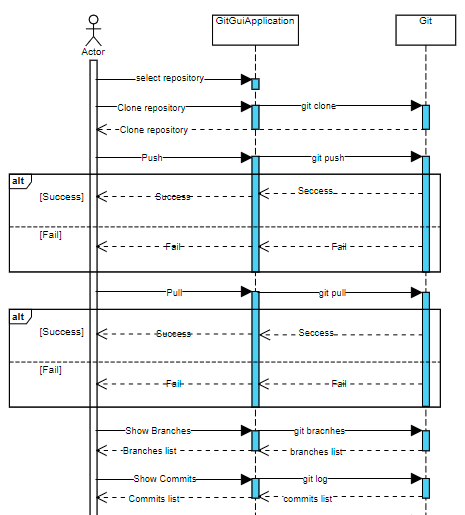 GitGuiApplication
Git
Actor
select repository
Clone repository
git clone
Clone repository
Push
git push
alt
[Success]
Success
Seccess
[Fail]
Fail
Fail
Pull
git pull
alt
[Success]
Success
Seccess
[Fail]
Fail
Fail
Show Branches
git bracnhes
Branches list
branches list
Show Commits
git log
Commits list
commits list